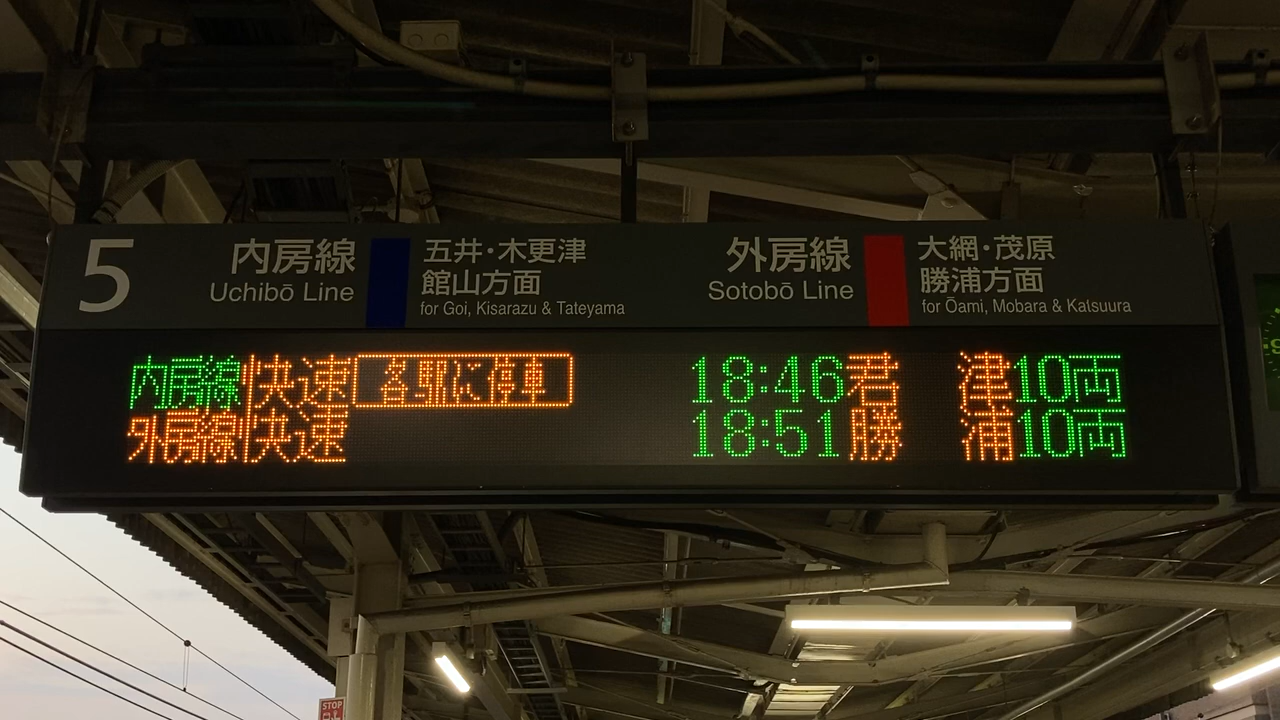 5
内房線
Uchibō Line
五井・木更津
館山方面
for Goi, Kisarazu & Tateyama
外房線
Sotobō Line
大網・茂原
勝浦方面
for Ōami, Mobara & Katsuura
内房線 快速 各駅に停車 18:46 君 津 10両
外房線 快速 18:51 勝 浦 10両
STOP